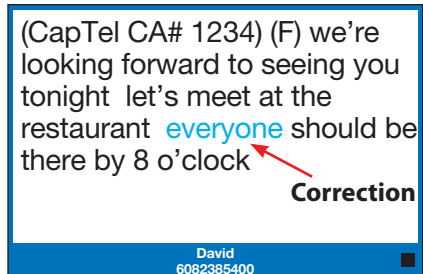 (CapTel CA# 1234) (F) we’re
looking forward to seeing you
tonight  let’s meet at the
restaurant  everyone should be
there by 8 o’clock
Correction
David
6082385400